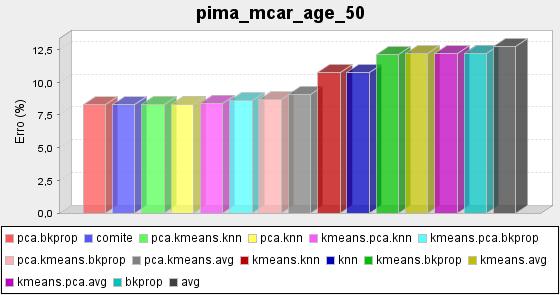 pima_mcar_age_50
Erro (%)
12,5
10,0
7,5
5,0
2,5
0,0
pca.bkprop comite pca.kmeans.knn pca.knn kmeans.pca.knn kmeans.pca.bkprop
pca.kmeans.bkprop pca.kmeans.avg kmeans.knn knn kmeans.bkprop kmeans.avg
kmeans.pca.avg bkprop avg